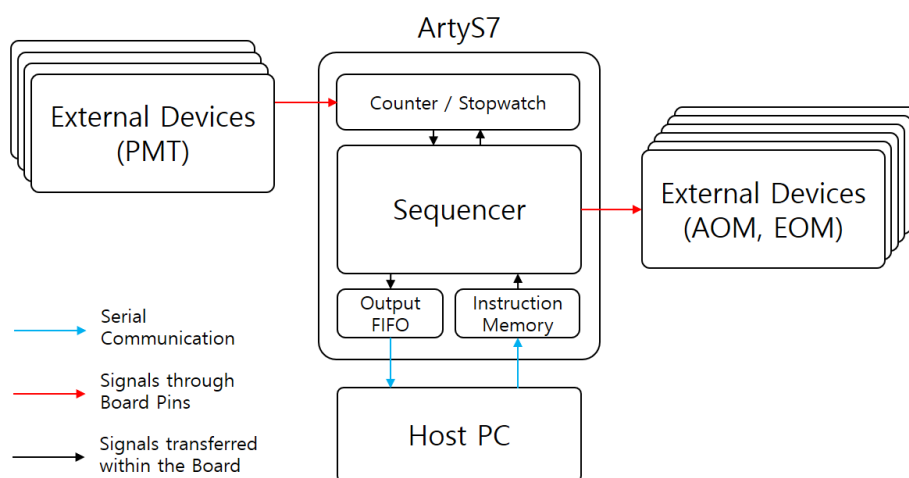 ArtyS7
External Devices
(PMT)
Counter / Stopwatch
Sequencer
External Devices
(AOM, EOM)
Output
FIFO
Instruction
Memory
Host PC
Serial
Communication
Signals through
Board Pins
Signals transferred
within the Board